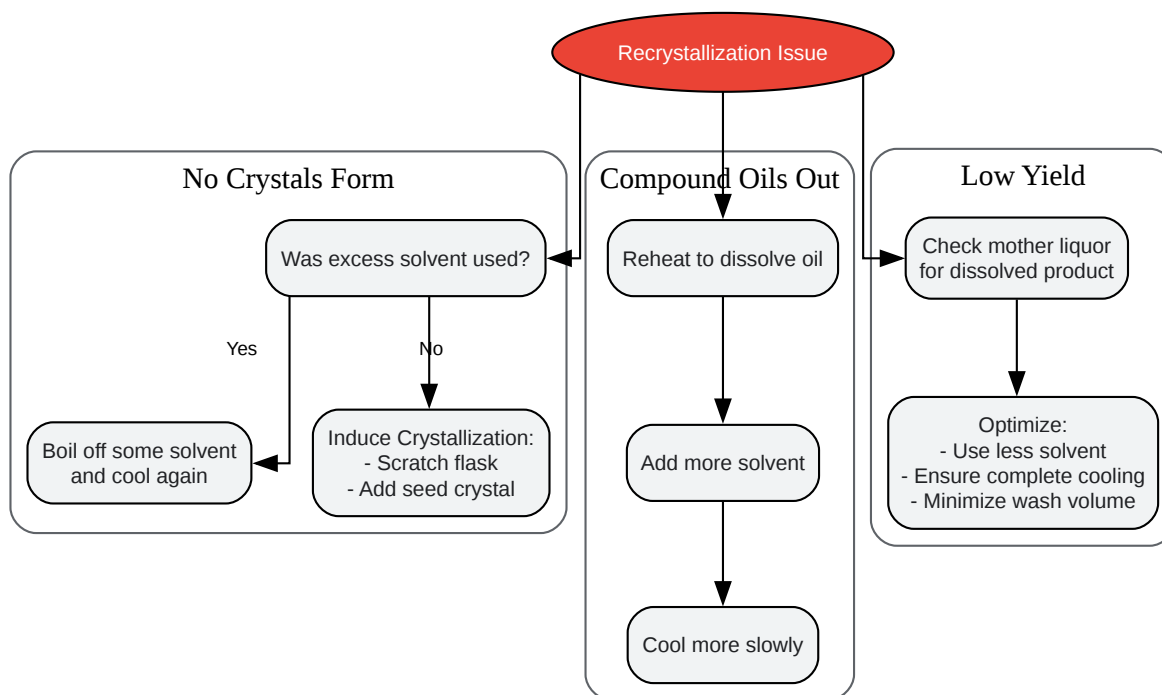 Recrystallization Issue
No Crystals Form
Was excess solvent used?
Yes
No
Boil off some solvent
and cool again
Induce Crystallization:
- Scratch flask
- Add seed crystal
Compound Oils Out
Reheat to dissolve oil
Add more solvent
Cool more slowly
Low Yield
Check mother liquor
for dissolved product
Optimize:
- Use less solvent
- Ensure complete cooling
- Minimize wash volume